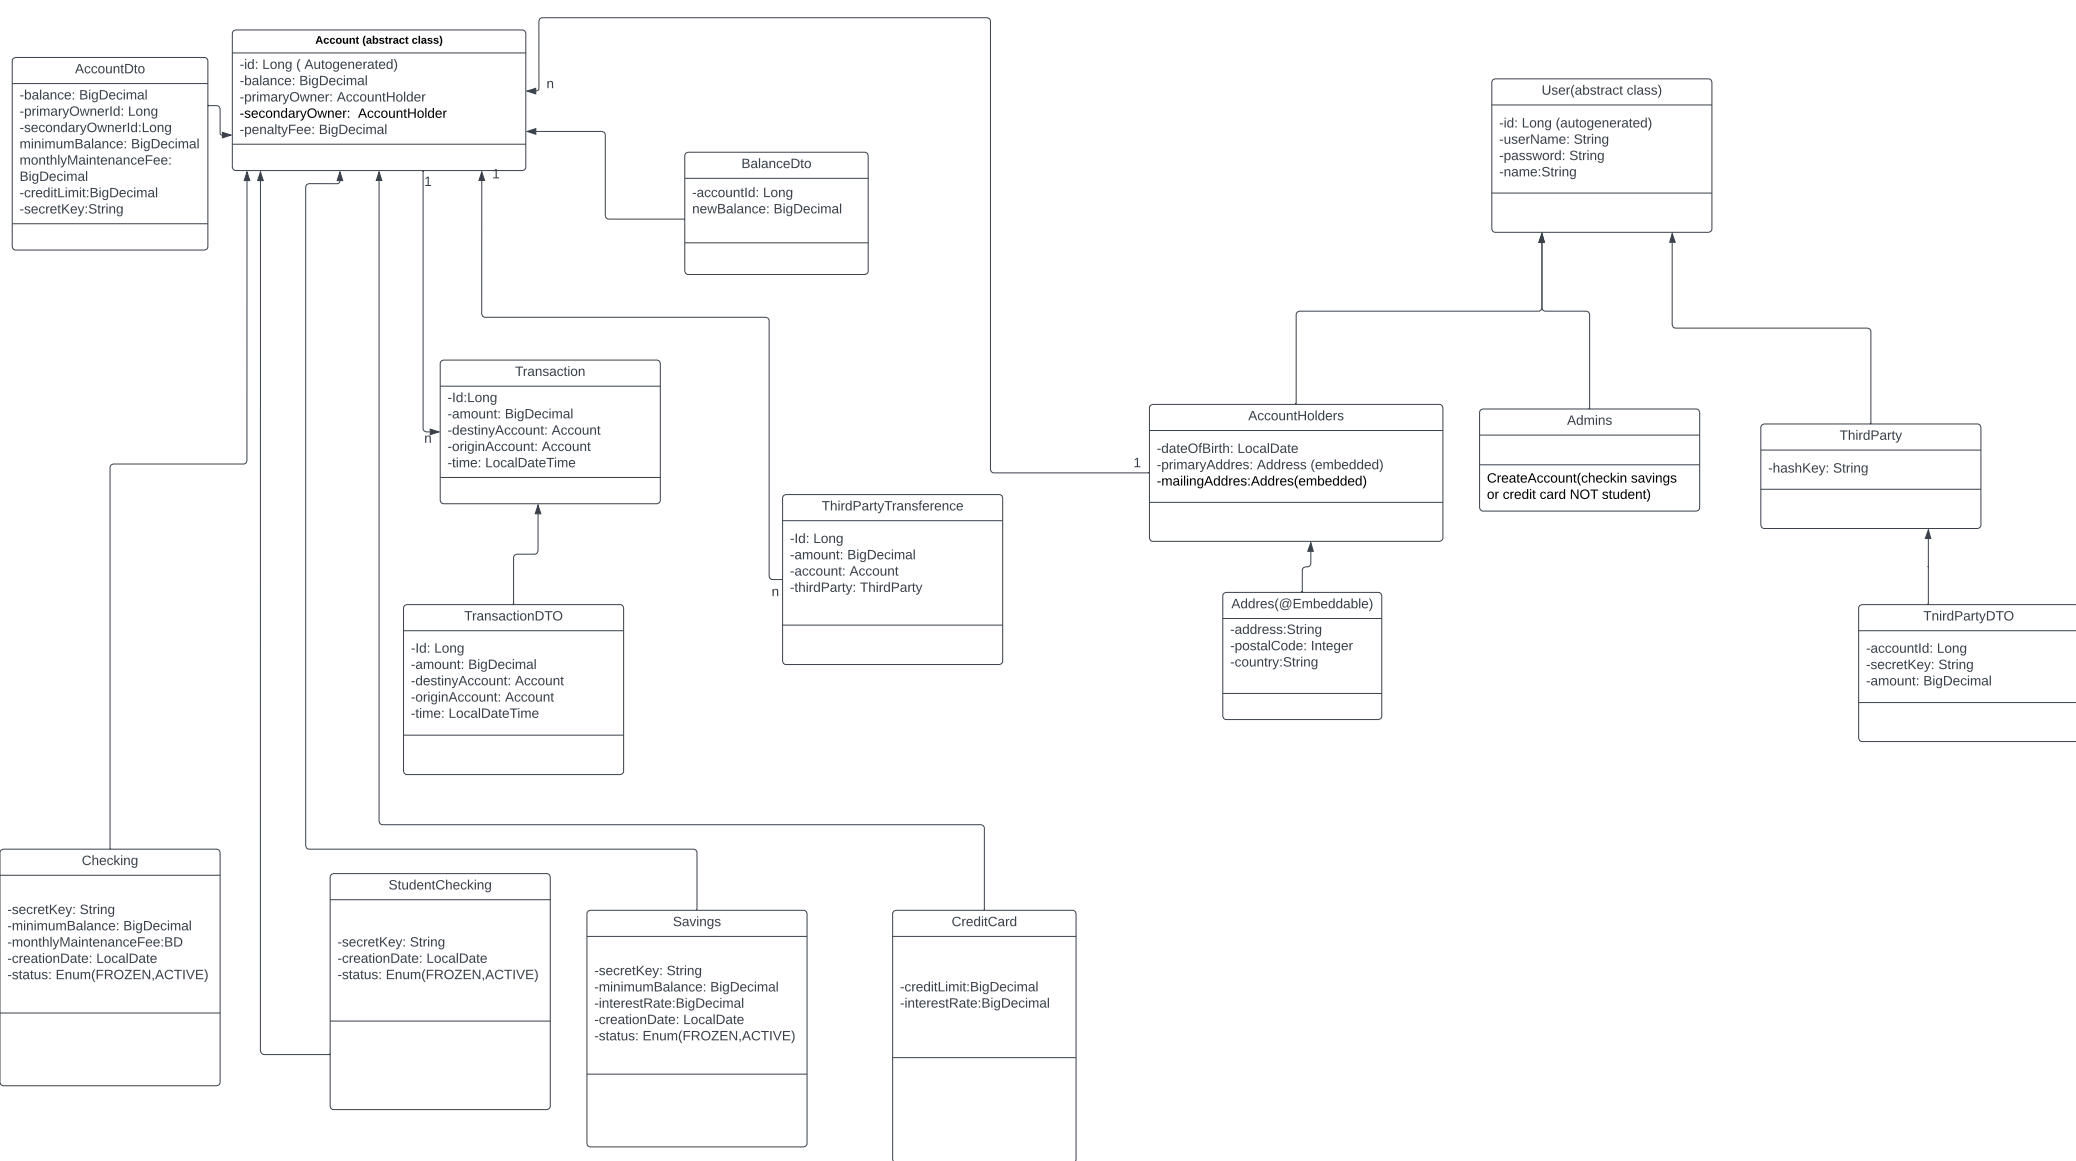 Account (abstract class)
-id: Long ( Autogenerated)
-balance: BigDecimal
-primaryOwner: AccountHolder
-secondaryOwner:  AccountHolder
-penaltyFee: BigDecimal
AccountDto
-balance: BigDecimal
-primaryOwnerId: Long
-secondaryOwnerId:Long
minimumBalance: BigDecimal
monthlyMaintenanceFee:
BigDecimal
-creditLimit:BigDecimal
-secretKey:String
n
1
1
BalanceDto
-accountId: Long
newBalance: BigDecimal
User(abstract class)
-id: Long (autogenerated)
-userName: String
-password: String
-name:String
Transaction
-Id:Long
-amount: BigDecimal
-destinyAccount: Account
-originAccount: Account
-time: LocalDateTime
n
AccountHolders
-dateOfBirth: LocalDate
-primaryAddres: Address (embedded)
-mailingAddres:Addres(embedded)
1
Admins
CreateAccount(checkin savings
or credit card NOT student)
ThirdParty
-hashKey: String
ThirdPartyTransference
-Id: Long
-amount: BigDecimal
-account: Account
-thirdParty: ThirdParty
n
TransactionDTO
-Id: Long
-amount: BigDecimal
-destinyAccount: Account
-originAccount: Account
-time: LocalDateTime
Addres(@Embeddable)
-address:String
-postalCode: Integer
-country:String
TnirdPartyDTO
-accountId: Long
-secretKey: String
-amount: BigDecimal
Checking
-secretKey: String
-minimumBalance: BigDecimal
-monthlyMaintenanceFee:BD
-creationDate: LocalDate
-status: Enum(FROZEN,ACTIVE)
StudentChecking
-secretKey: String
-creationDate: LocalDate
-status: Enum(FROZEN,ACTIVE)
Savings
-secretKey: String
-minimumBalance: BigDecimal
-interestRate:BigDecimal
-creationDate: LocalDate
-status: Enum(FROZEN,ACTIVE)
CreditCard
-creditLimit:BigDecimal
-interestRate:BigDecimal